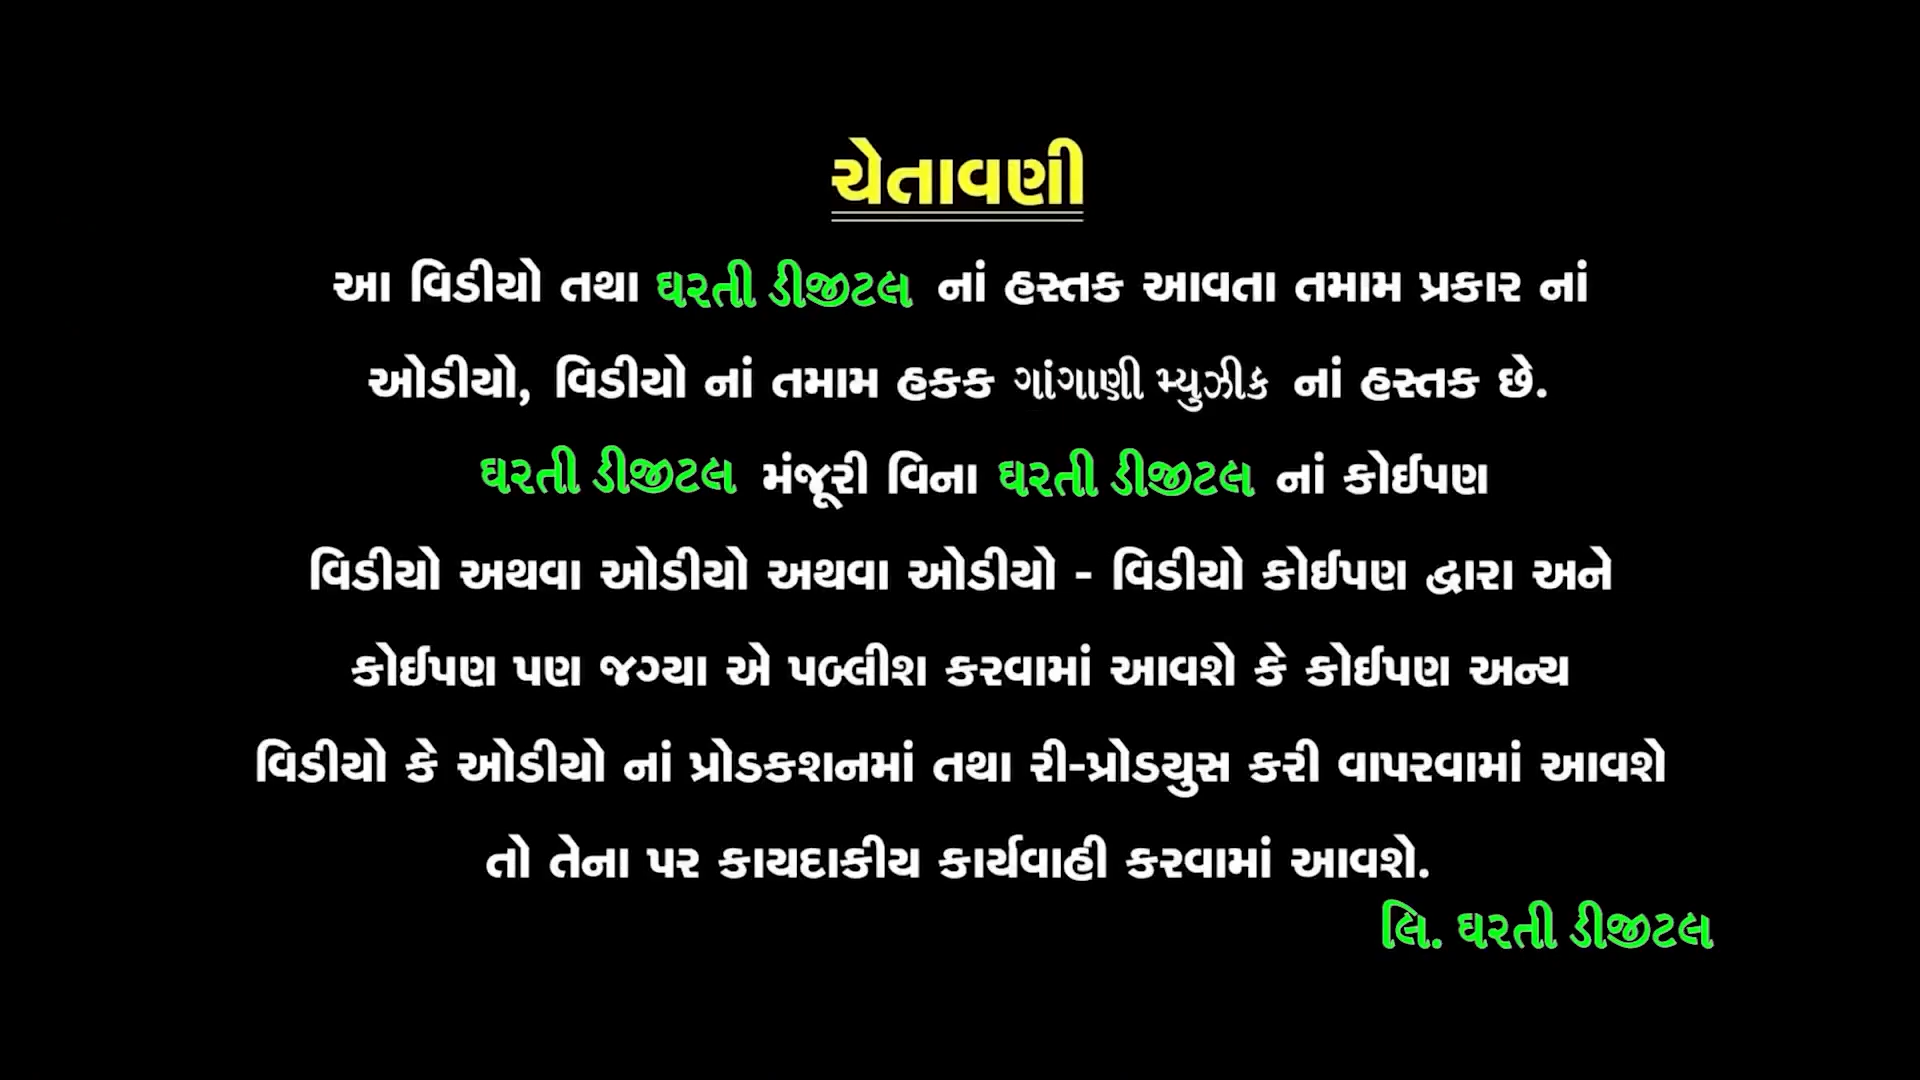 ચેતાવણી
આ વિડીયો તથા ધરતી ડીજીટલ નાં હસ્તક આવતા તમામ પ્રકાર નાં
ઓડીયો, વિડીયો નાં તમામ હકક ગાંગાણી મ્યુઝીક નાં હસ્તક છે.
ધરતી ડીજીટલ મંજૂરી વિના ધરતી ડીજીટલ નાં કોઈપણ
વિડીયો અથવા ઓડીયો અથવા ઓડીયો - વિડીયો કોઈપણ દ્વારા અને
કોઈપણ પણ જગ્યા એ પબ્લીશ કરવામાં આવશે કે કોઈપણ અન્ય
વિડીયો કે ઓડીયો નાં પ્રોડકશનમાં તથા રી-પ્રોડયુસ કરી વાપરવામાં આવશે
તો તેના પર કાયદાકીય કાર્યવાહી કરવામાં આવશે.
લિ. ધરતી ડીજીટલ